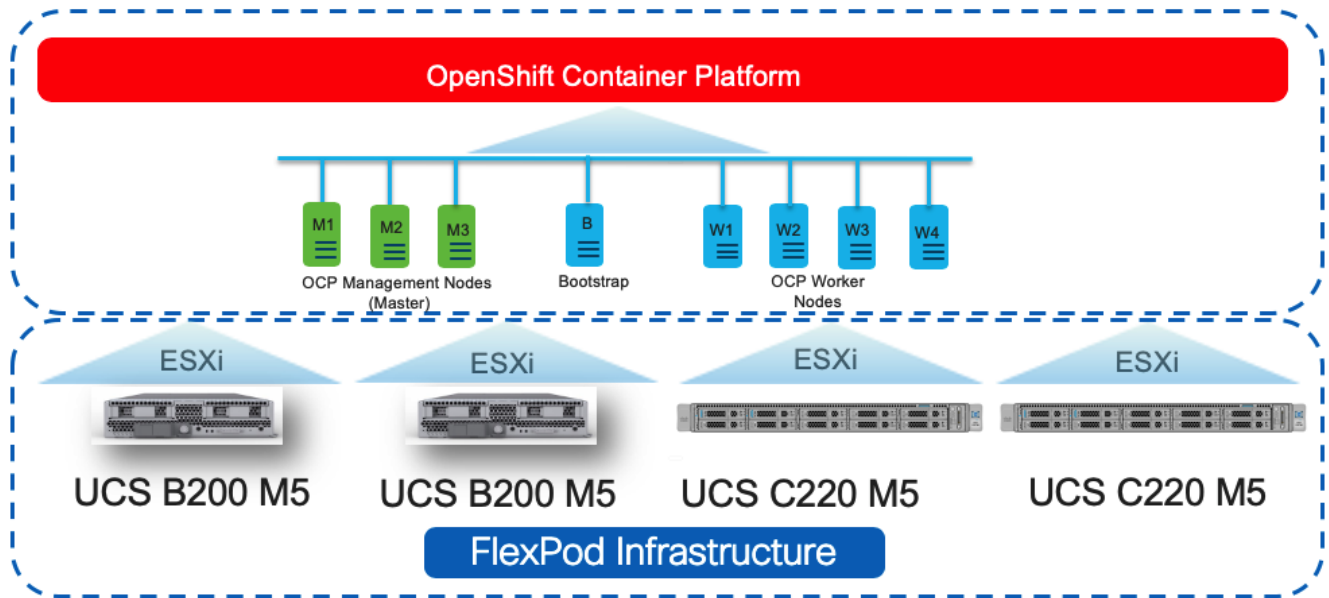 OpenShift Container Platform
M1
M2
M3
B
W1
W2
W3
W4
OCP Management Nodes
(Master)
Bootstrap
OCP Worker
Nodes
ESXi
ESXi
ESXi
ESXi
UCS B200 M5
UCS B200 M5
UCS C220 M5
UCS C220 M5
FlexPod Infrastructure